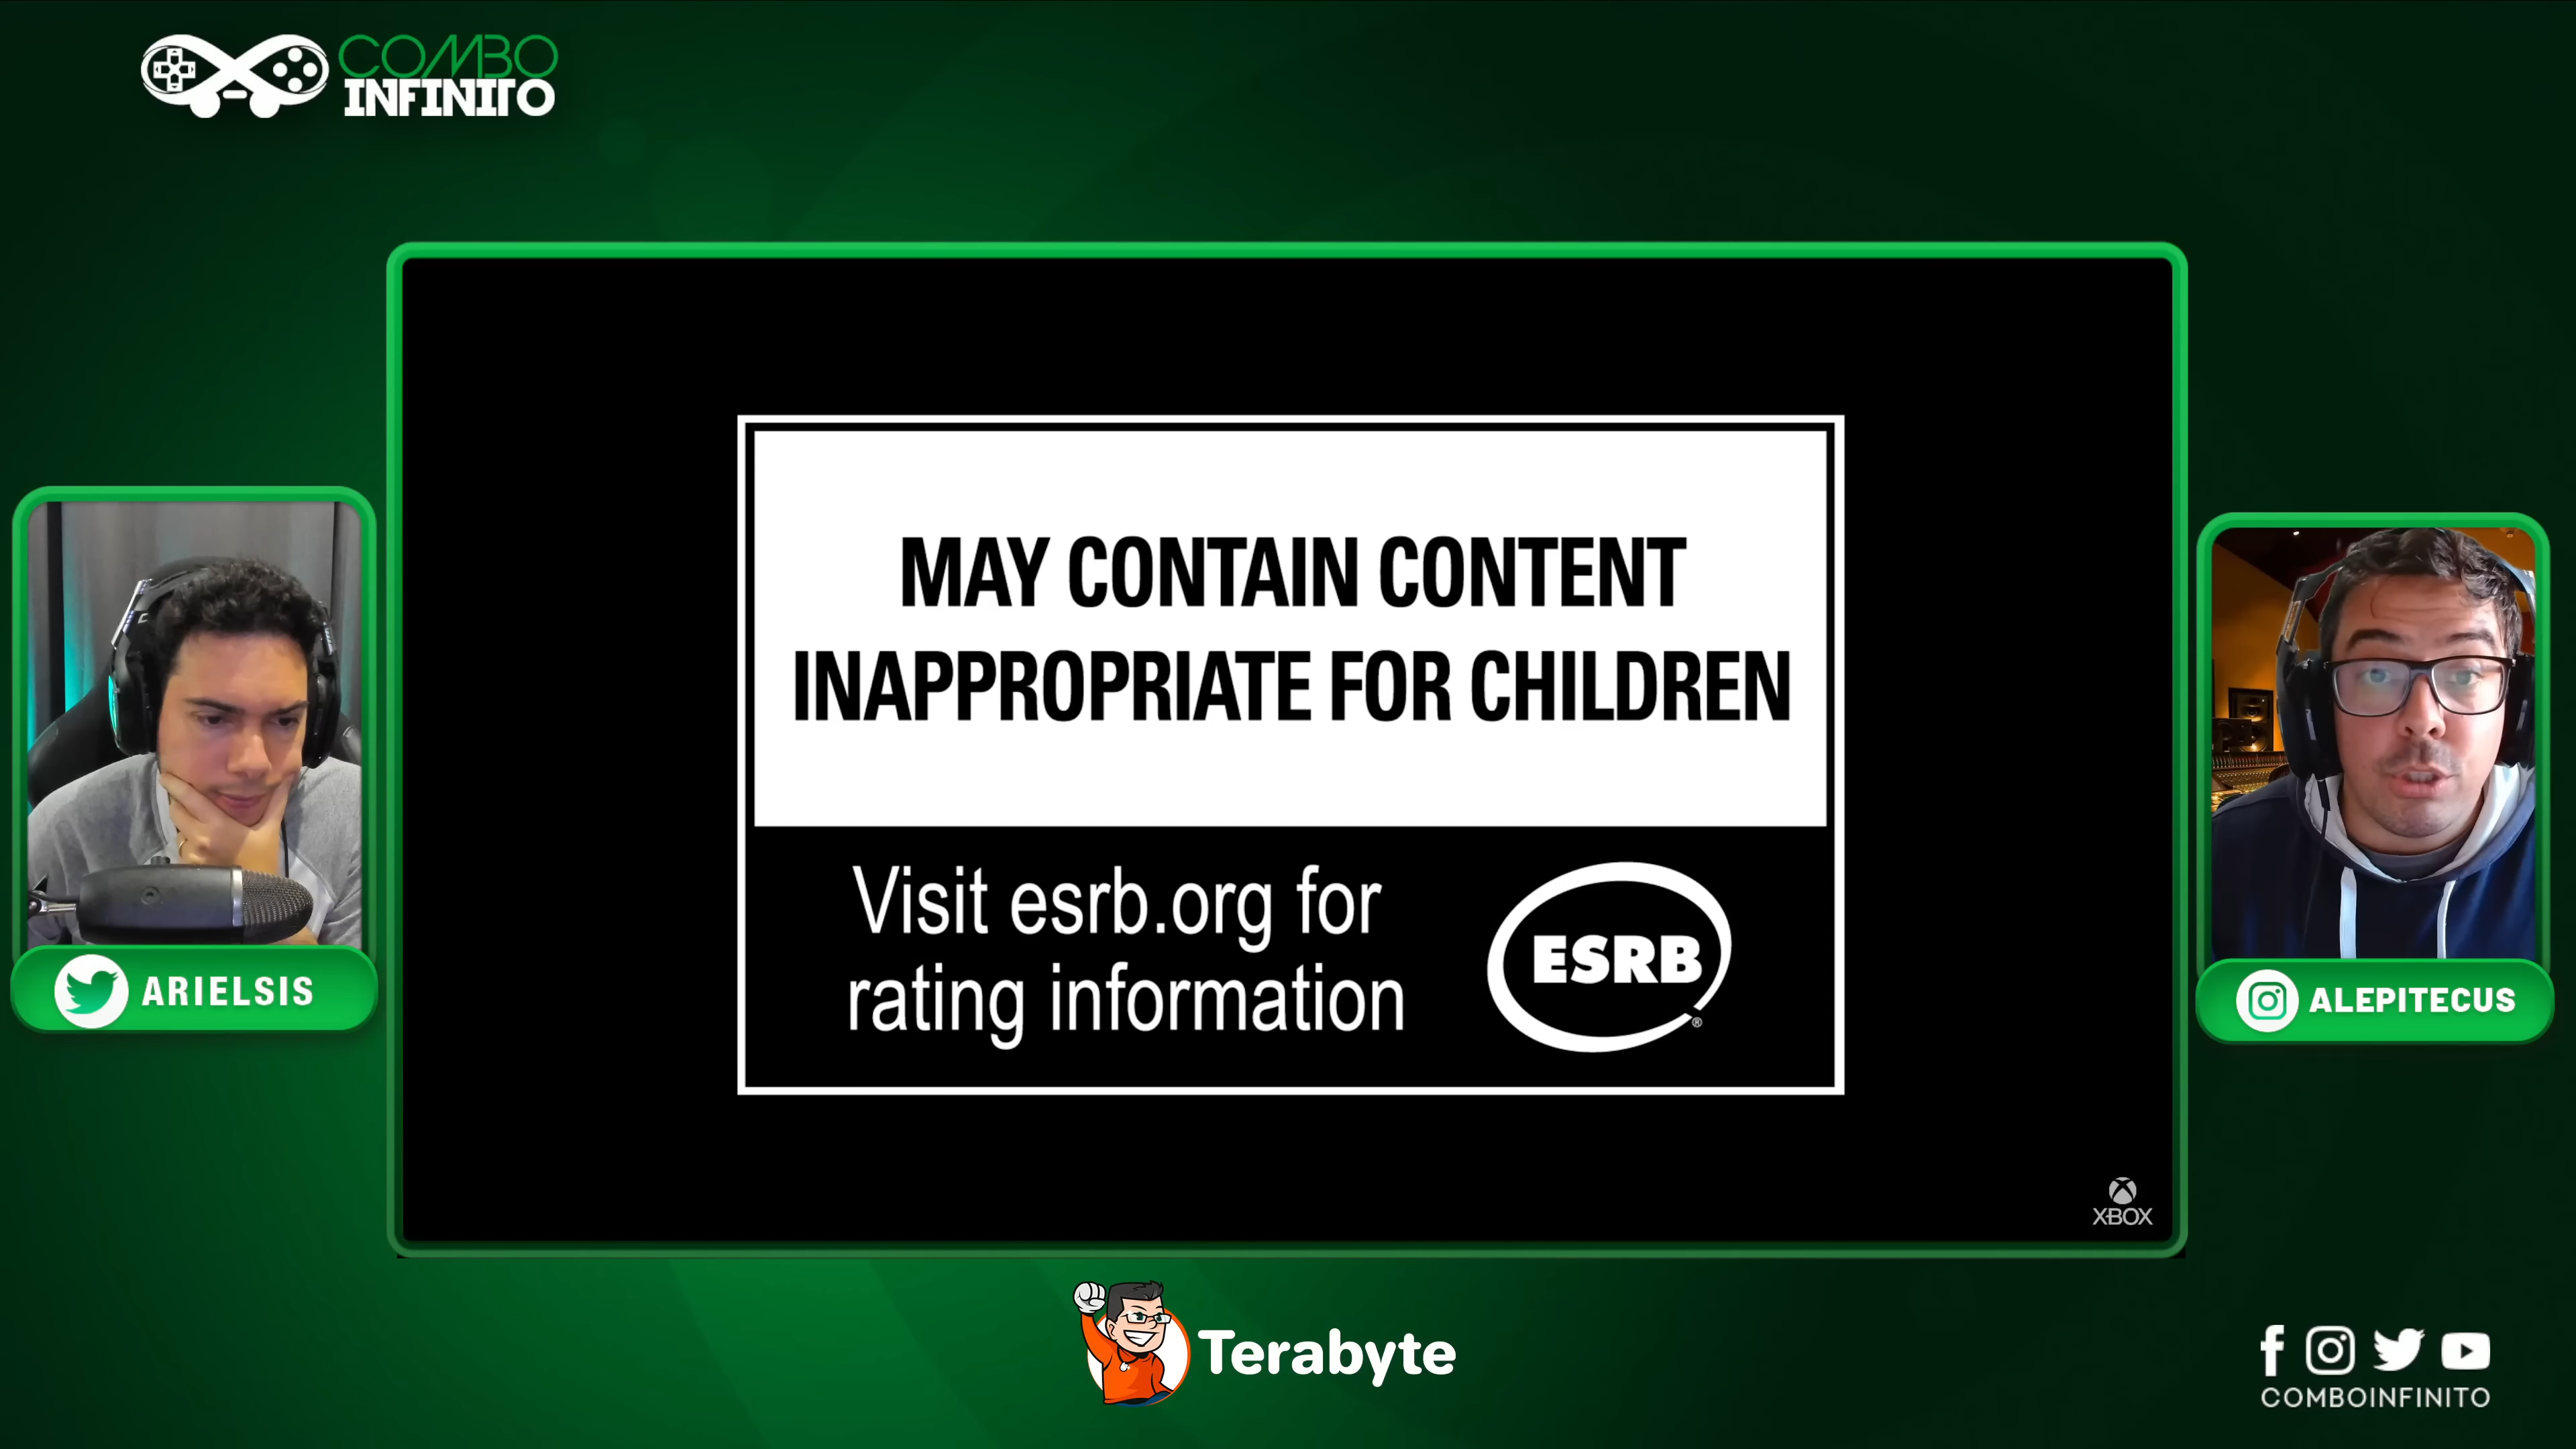 COMBO
INFINITO
MAY CONTAIN CONTENT
INAPPROPRIATE FOR CHILDREN
Visit esrb.org for
rating information
ESRB
®
XBOX
ARIELSIS
ALEPITECUS
Terabyte
COMBOINFINITO